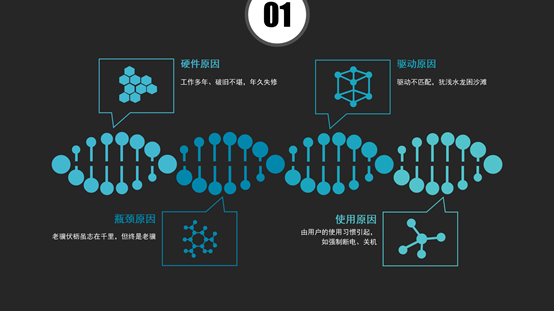 01
硬件原因
工作多年、破旧不堪，年久失修
驱动原因
驱动不匹配，犹浅水龙困沙滩
瓶颈原因
老骥伏枥虽志在千里，但终是老骥
使用原因
由用户的使用习惯引起，
如强制断电、关机